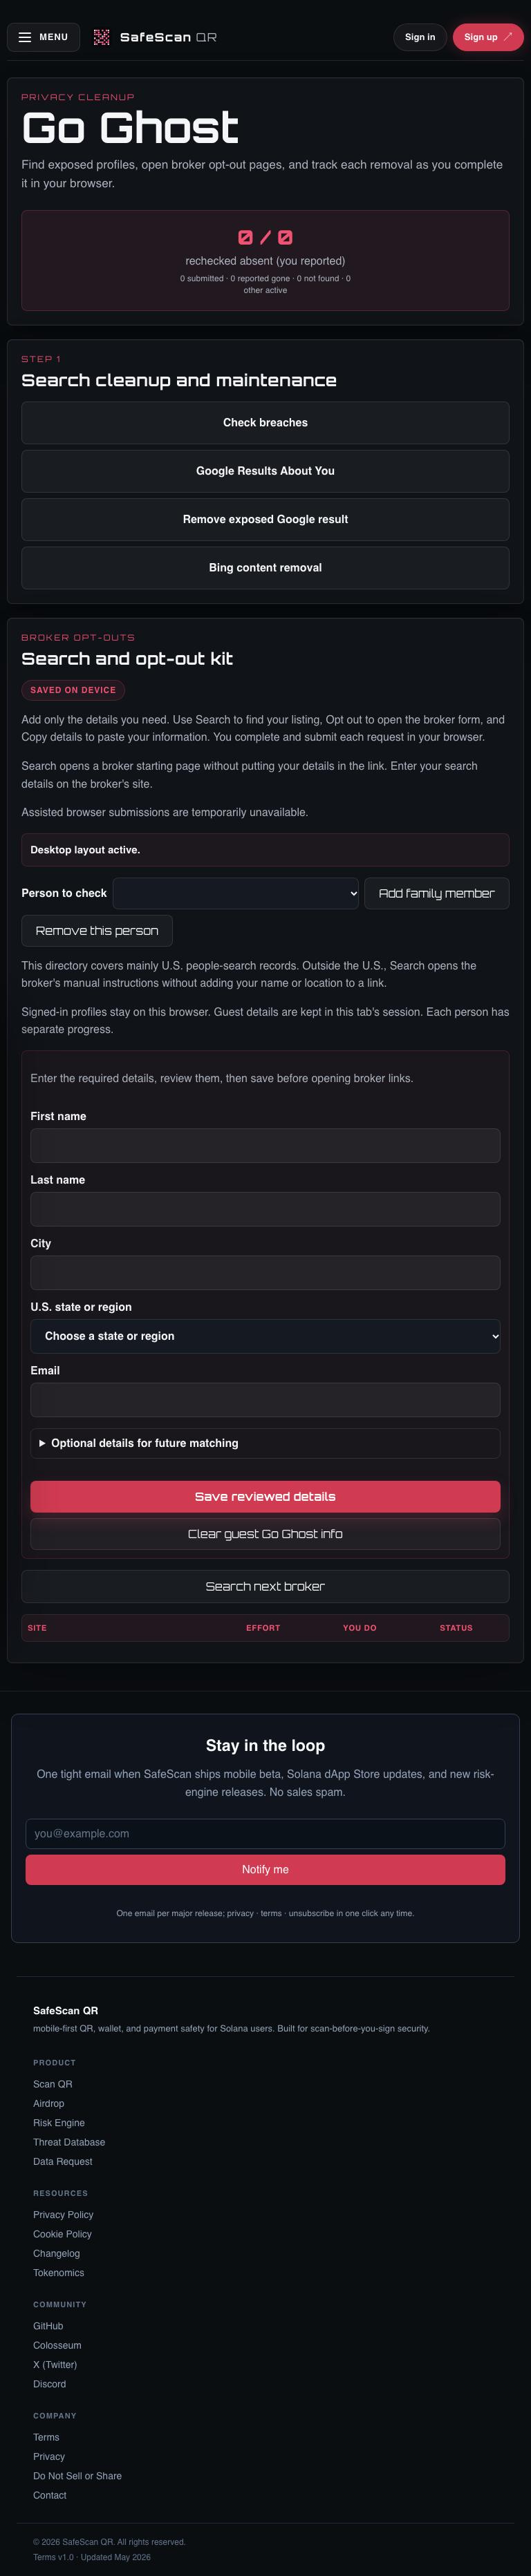 MENU
SafeScan QR
Sign in
Sign up ↗
PRIVACY CLEANUP
Go Ghost
Find exposed profiles, open broker opt-out pages, and track each removal as you complete
it in your browser.
0 / 0
rechecked absent (you reported)
0 submitted · 0 reported gone · 0 not found · 0
other active
STEP 1
Search cleanup and maintenance
Check breaches
Google Results About You
Remove exposed Google result
Bing content removal
BROKER OPT-OUTS
Search and opt-out kit
SAVED ON DEVICE
Add only the details you need. Use Search to find your listing, Opt out to open the broker form, and
Copy details to paste your information. You complete and submit each request in your browser.
Search opens a broker starting page without putting your details in the link. Enter your search
details on the broker's site.
Assisted browser submissions are temporarily unavailable.
Desktop layout active.
Person to check
Add family member
Remove this person
This directory covers mainly U.S. people-search records. Outside the U.S., Search opens the
broker's manual instructions without adding your name or location to a link.
Signed-in profiles stay on this browser. Guest details are kept in this tab's session. Each person has
separate progress.
Enter the required details, review them, then save before opening broker links.
First name
Last name
City
U.S. state or region
Choose a state or region
Email
▶ Optional details for future matching
Save reviewed details
Clear guest Go Ghost info
Search next broker
SITE EFFORT YOU DO STATUS
Stay in the loop
One tight email when SafeScan ships mobile beta, Solana dApp Store updates, and new risk-
engine releases. No sales spam.
you@example.com
Notify me
One email per major release; privacy · terms · unsubscribe in one click any time.
SafeScan QR
mobile-first QR, wallet, and payment safety for Solana users. Built for scan-before-you-sign security.
PRODUCT
Scan QR
Airdrop
Risk Engine
Threat Database
Data Request
RESOURCES
Privacy Policy
Cookie Policy
Changelog
Tokenomics
COMMUNITY
GitHub
Colosseum
X (Twitter)
Discord
COMPANY
Terms
Privacy
Do Not Sell or Share
Contact
© 2026 SafeScan QR. All rights reserved.
Terms v1.0 · Updated May 2026